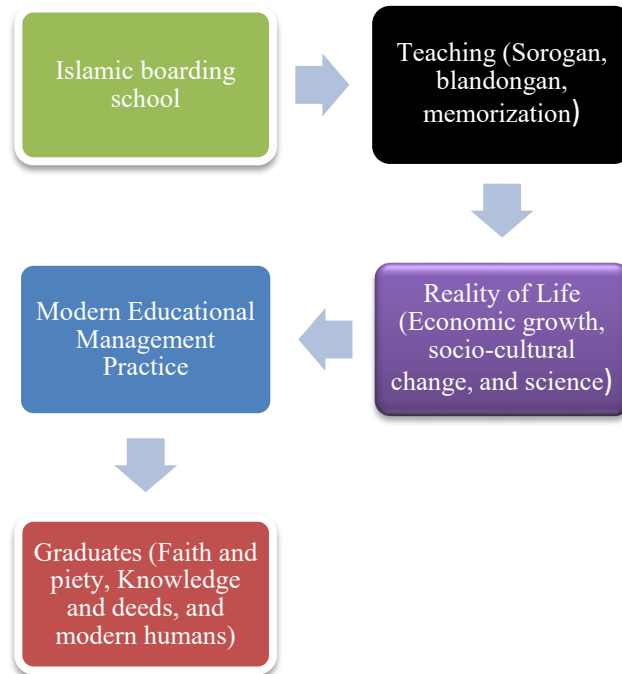 Islamic boarding
school
Teaching (Sorogan,
blandongan,
memorization)
Reality of Life
(Economic growth,
socio-cultural
change, and science)
Modern Educational
Management
Practice
Graduates (Faith and
piety, Knowledge
and deeds, and
modern humans)